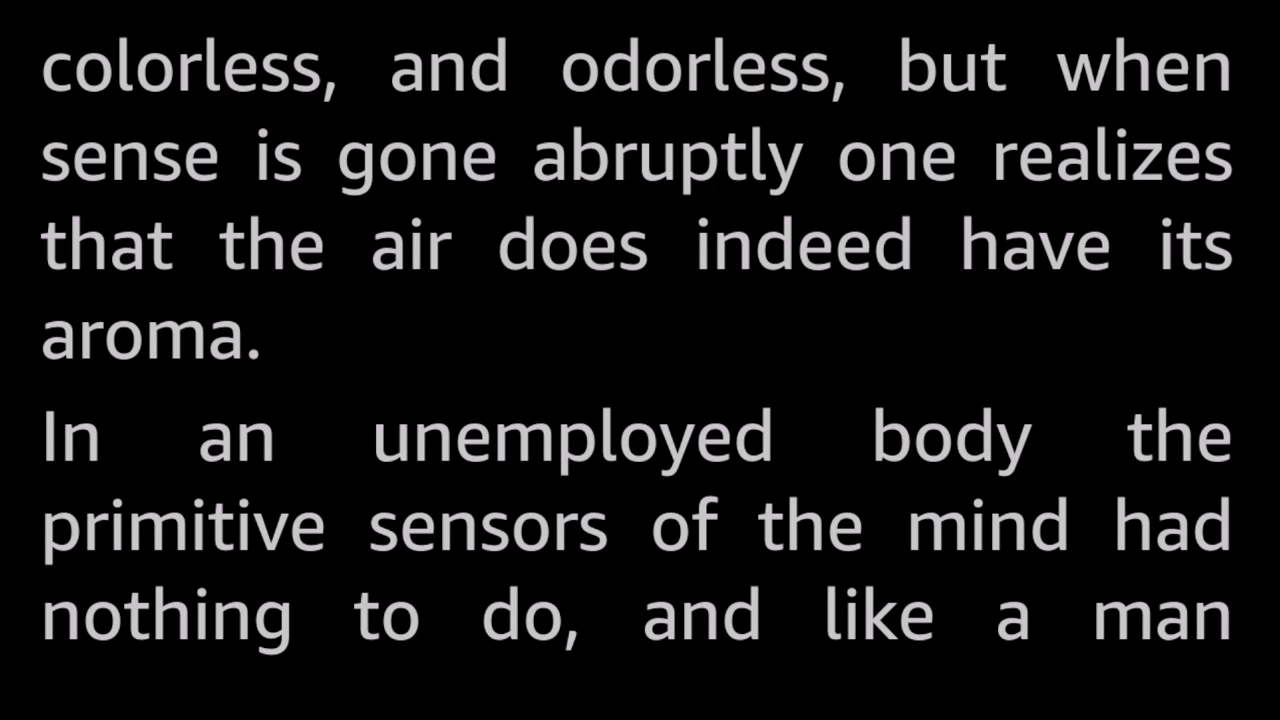 colorless, and odorless, but when
sense is gone abruptly one realizes
that the air does indeed have its
aroma.
In an unemployed body the
primitive sensors of the mind had
nothing to do, and like a man